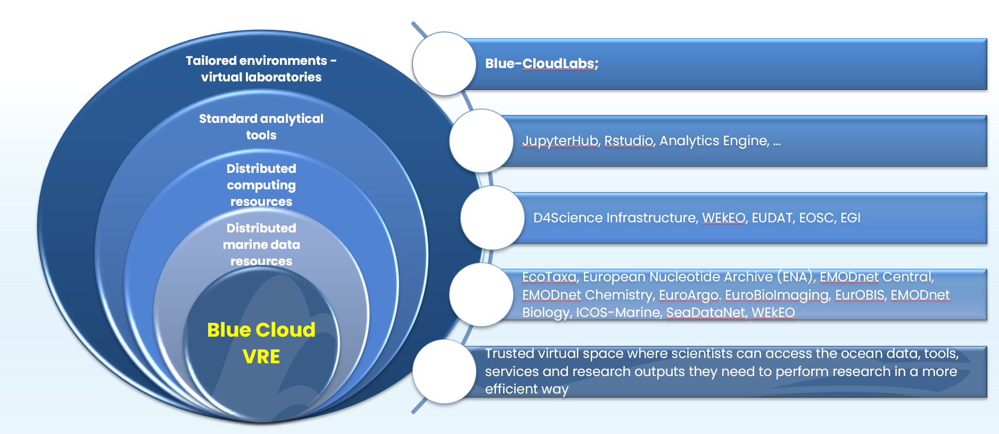 Tailored environments -
virtual laboratories
Standard analytical
tools
Distributed
computing
resources
Distributed
marine data
resources
Blue Cloud
VRE
Blue-CloudLabs;
JupyterHub, Rstudio, Analytics Engine, ...
D4Science Infrastructure, WEkEO, EUDAT, EOSC, EGI
EcoTaxa, European Nucleotide Archive (ENA), EMODnet Central,
EMODnet Chemistry, EuroArgo. EuroBioImaging, EurOBIS, EMODnet
Biology, ICOS-Marine, SeaDataNet, WEkEO
Trusted virtual space where scientists can access the ocean data, tools,
services and research outputs they need to perform research in a more
efficient way